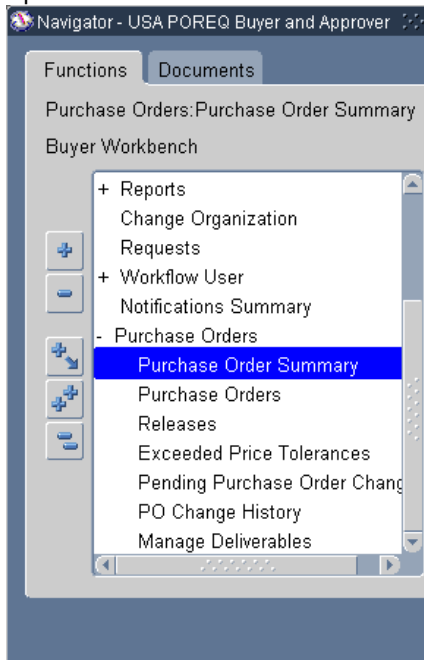 Navigator - USA POREQ Buyer and Approver
Functions
Documents
Purchase Orders:Purchase Order Summary
Buyer Workbench
+ Reports
Change Organization
Requests
+ Workflow User
Notifications Summary
- Purchase Orders
Purchase Order Summary
Purchase Orders
Releases
Exceeded Price Tolerances
Pending Purchase Order Chang
PO Change History
Manage Deliverables